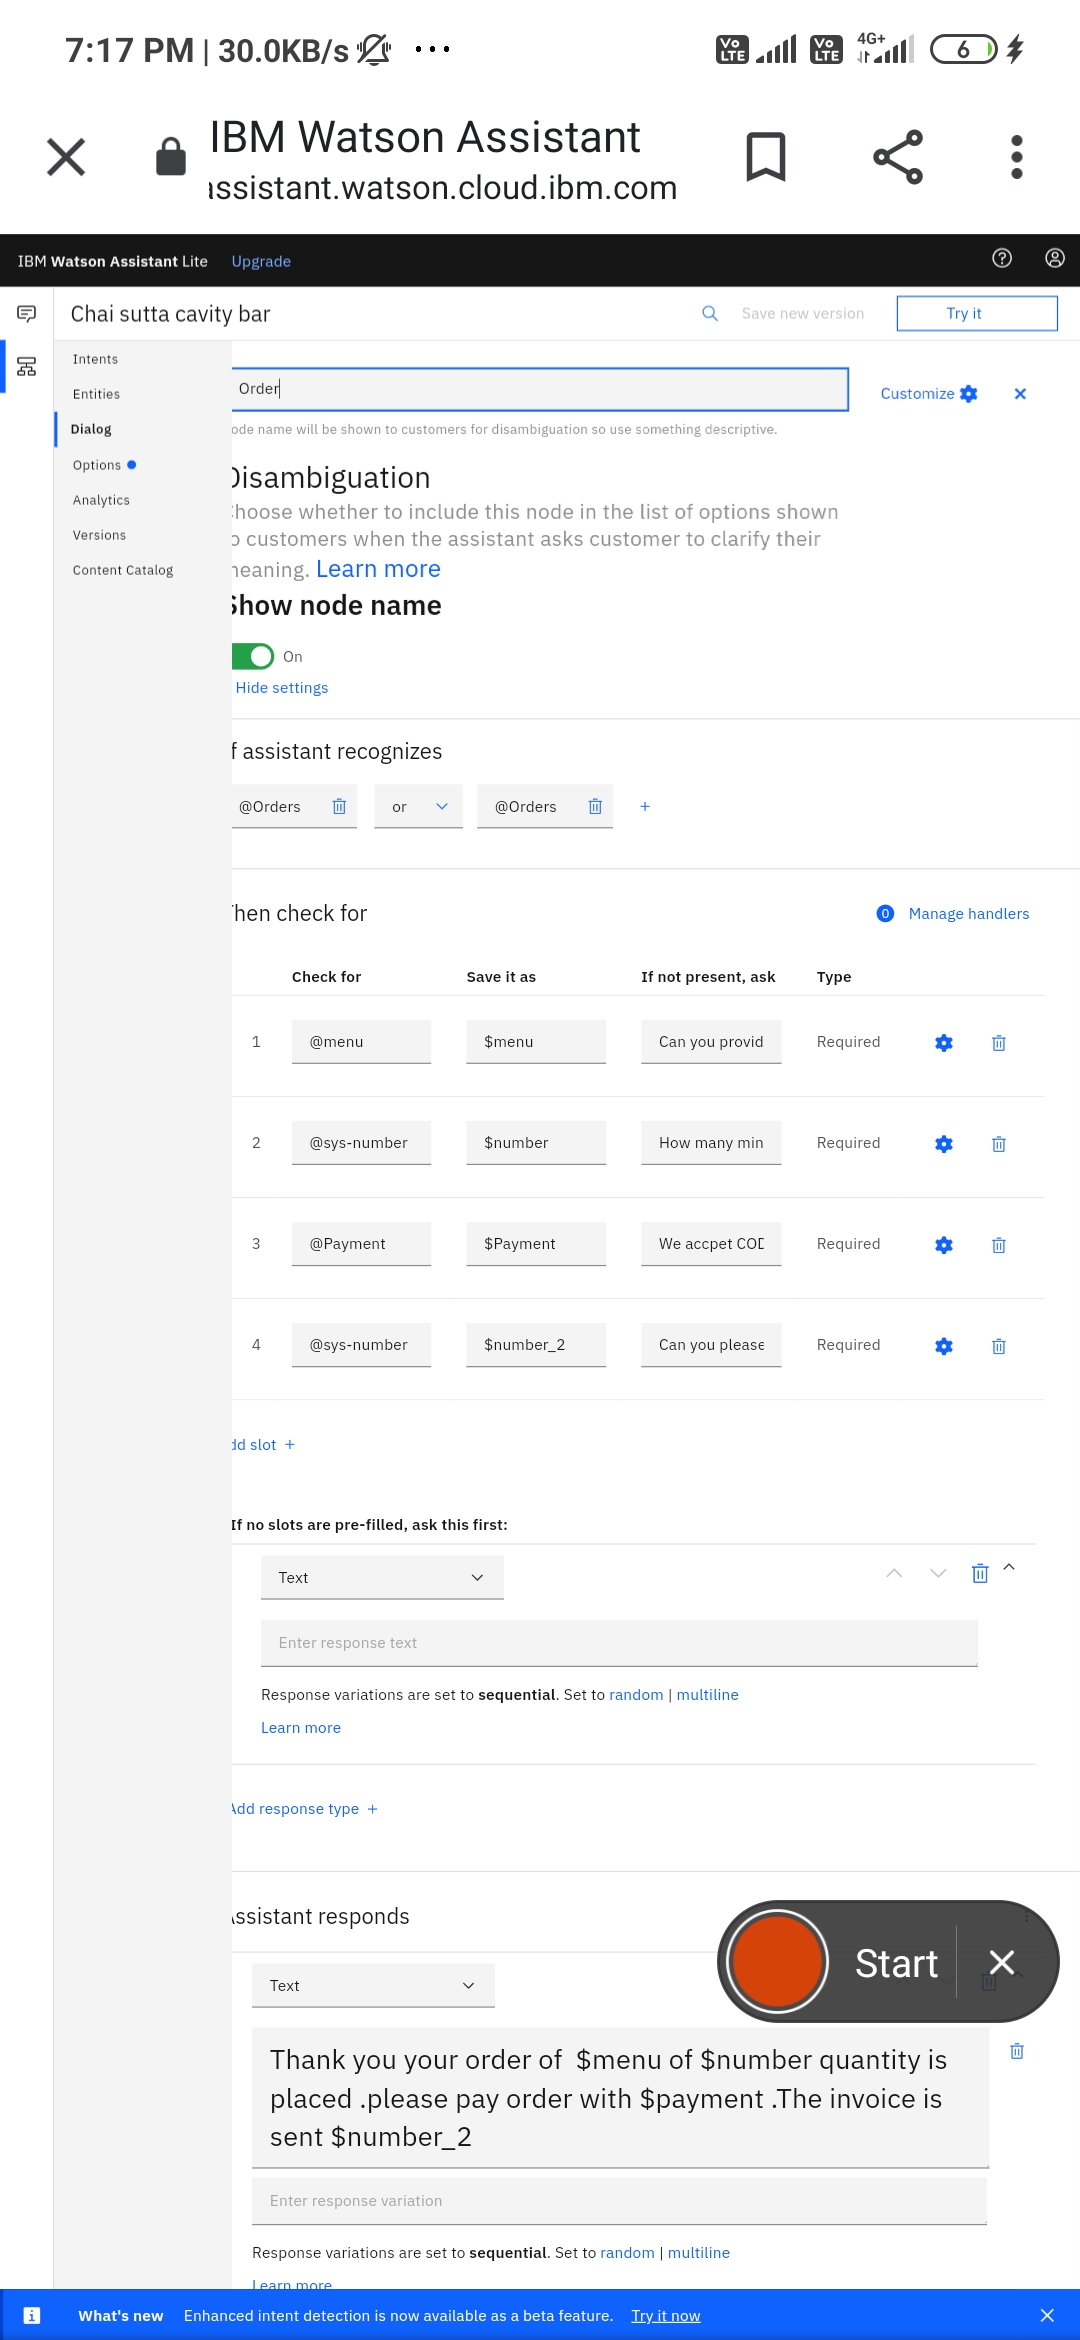 7:17 PM | 30.0KB/s ...
Vo LTE Vo LTE 4G+ 6
IBM Watson Assistant
assistant.watson.cloud.ibm.com
IBM Watson Assistant Lite Upgrade
Chai sutta cavity bar Save new version Try it
Intents
Entities
Dialog
Options
Analytics
Versions
Content Catalog
Order
Customize
ode name will be shown to customers for disambiguation so use something descriptive.
Disambiguation
Choose whether to include this node in the list of options shown
o customers when the assistant asks customer to clarify their
meaning. Learn more
Show node name
On
Hide settings
f assistant recognizes
@Orders or @Orders +
Then check for 0 Manage handlers
Check for Save it as If not present, ask Type
1 @menu $menu Can you provid Required
2 @sys-number $number How many min Required
3 @Payment $Payment We accpet COD Required
4 @sys-number $number_2 Can you please Required
dd slot +
If no slots are pre-filled, ask this first:
Text
Enter response text
Response variations are set to sequential. Set to random | multiline
Learn more
Add response type +
Assistant responds
Start
Text
Thank you your order of  $menu of $number quantity is
placed .please pay order with $payment .The invoice is
sent $number_2
Enter response variation
Response variations are set to sequential. Set to random | multiline
Learn more
What's new Enhanced intent detection is now available as a beta feature. Try it now